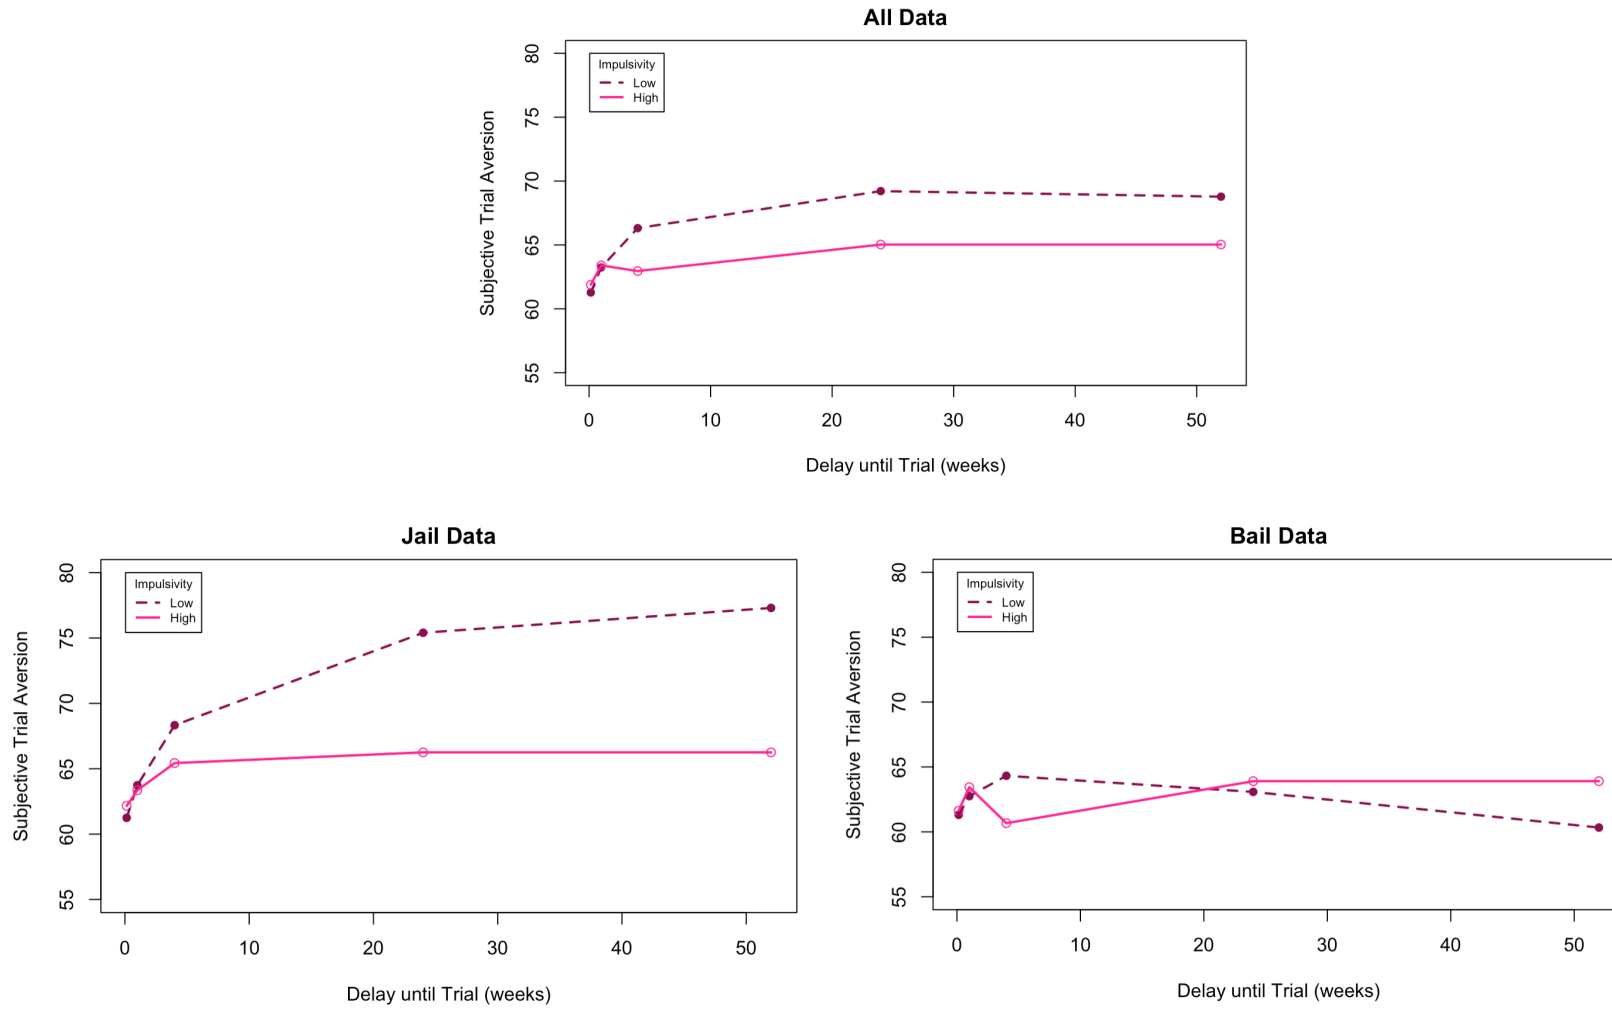 All Data
80
75
70
65
60
55
Subjective Trial Aversion
Impulsivity
Low
High
0 10 20 30 40 50
Delay until Trial (weeks)
Jail Data
80
75
70
65
60
55
Subjective Trial Aversion
Impulsivity
Low
High
0 10 20 30 40 50
Delay until Trial (weeks)
Bail Data
80
75
70
65
60
55
Subjective Trial Aversion
Impulsivity
Low
High
0 10 20 30 40 50
Delay until Trial (weeks)